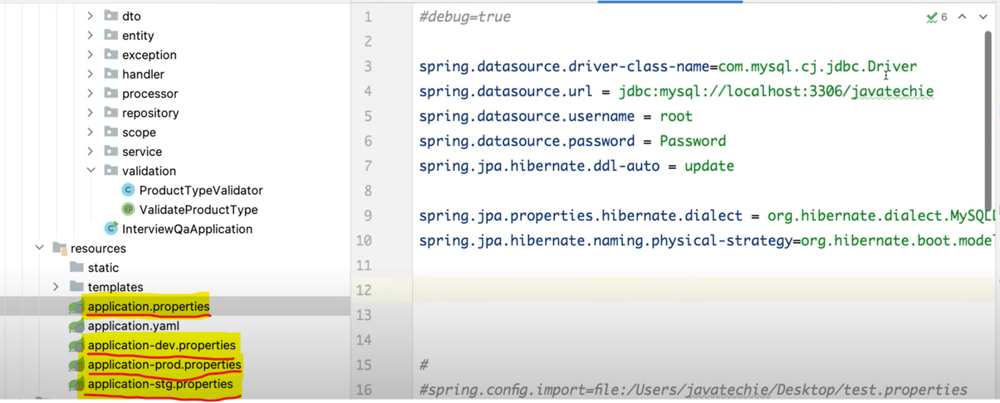 dto
entity
exception
handler
processor
repository
scope
service
validation
C ProductTypeValidator
@ ValidateProductType
C InterviewQaApplication
resources
static
templates
application.properties
application.yaml
application-dev.properties
application-prod.properties
application-stg.properties
6
1 #debug=true
2
3 spring.datasource.driver-class-name=com.mysql.cj.jdbc.Driver
4 spring.datasource.url = jdbc:mysql://localhost:3306/javatechie
5 spring.datasource.username = root
6 spring.datasource.password = Password
7 spring.jpa.hibernate.ddl-auto = update
8
9 spring.jpa.properties.hibernate.dialect = org.hibernate.dialect.MySQL
10 spring.jpa.hibernate.naming.physical-strategy=org.hibernate.boot.model
11
12
13
14
15 #
16 #spring.config.import=file:/Users/javatechie/Desktop/test.properties